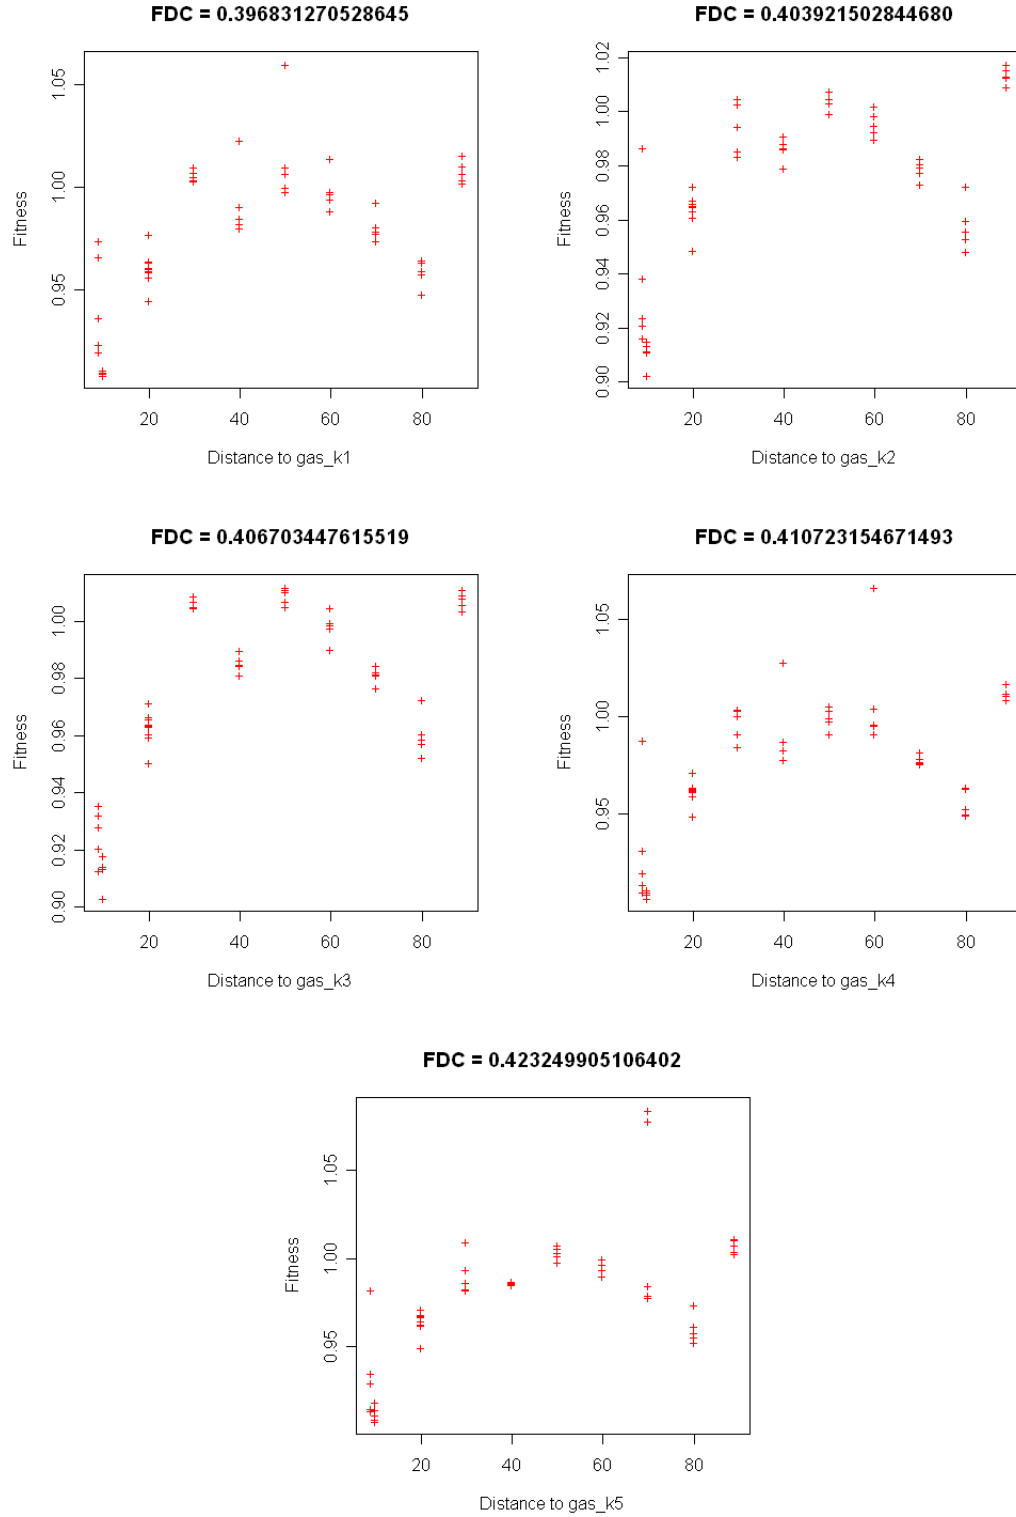 FDC = 0.396831270528645
1.05
1.00
0.95
Fitness
20 40 60 80
Distance to gas_k1
FDC = 0.403921502844680
1.02
1.00
0.98
0.96
0.94
0.92
0.90
Fitness
20 40 60 80
Distance to gas_k2
FDC = 0.406703447615519
1.00
0.98
0.96
0.94
0.92
0.90
Fitness
20 40 60 80
Distance to gas_k3
FDC = 0.410723154671493
1.05
1.00
0.95
Fitness
20 40 60 80
Distance to gas_k4
FDC = 0.423249905106402
1.05
1.00
0.95
Fitness
20 40 60 80
Distance to gas_k5